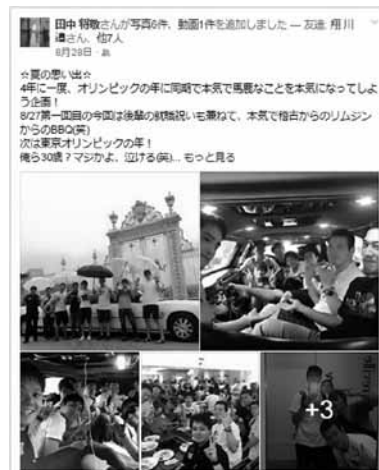 田中 将敬さんが写真6件、動画1件を追加しました — 友達: 翔 川
さん、他7人
8月29日
☆夏の思い出☆
4年に一度、オリンピックの年に同期で本気で馬鹿なことを本気になってしよ
う企画！
8/27第一回目の今回は後輩の就職祝いも兼ねて、本気で稽古からのリムジン
からのBBQ(笑)
次は東京オリンピックの年！
俺ら30歳？マジかよ、泣ける(笑)... もっと見る
+3